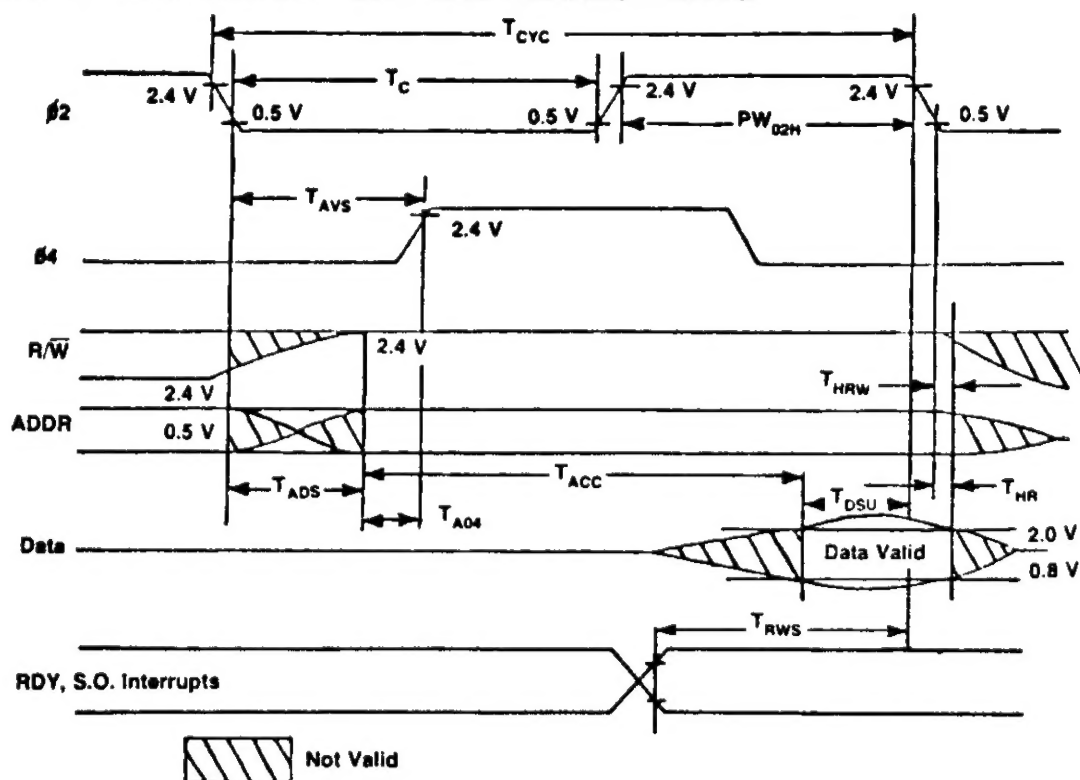 T_CYC
T_C
2.4 V
0.5 V
0.5 V
2.4 V
2.4 V
0.5 V
ø2
PW_02H
T_AVS
2.4 V
ø4
R/W̅
2.4 V
2.4 V
T_HRW
ADDR
0.5 V
T_ADS
T_ACC
T_DSU
T_HR
T_A04
Data
Data Valid
2.0 V
0.8 V
T_RWS
RDY, S.O. Interrupts
Not Valid